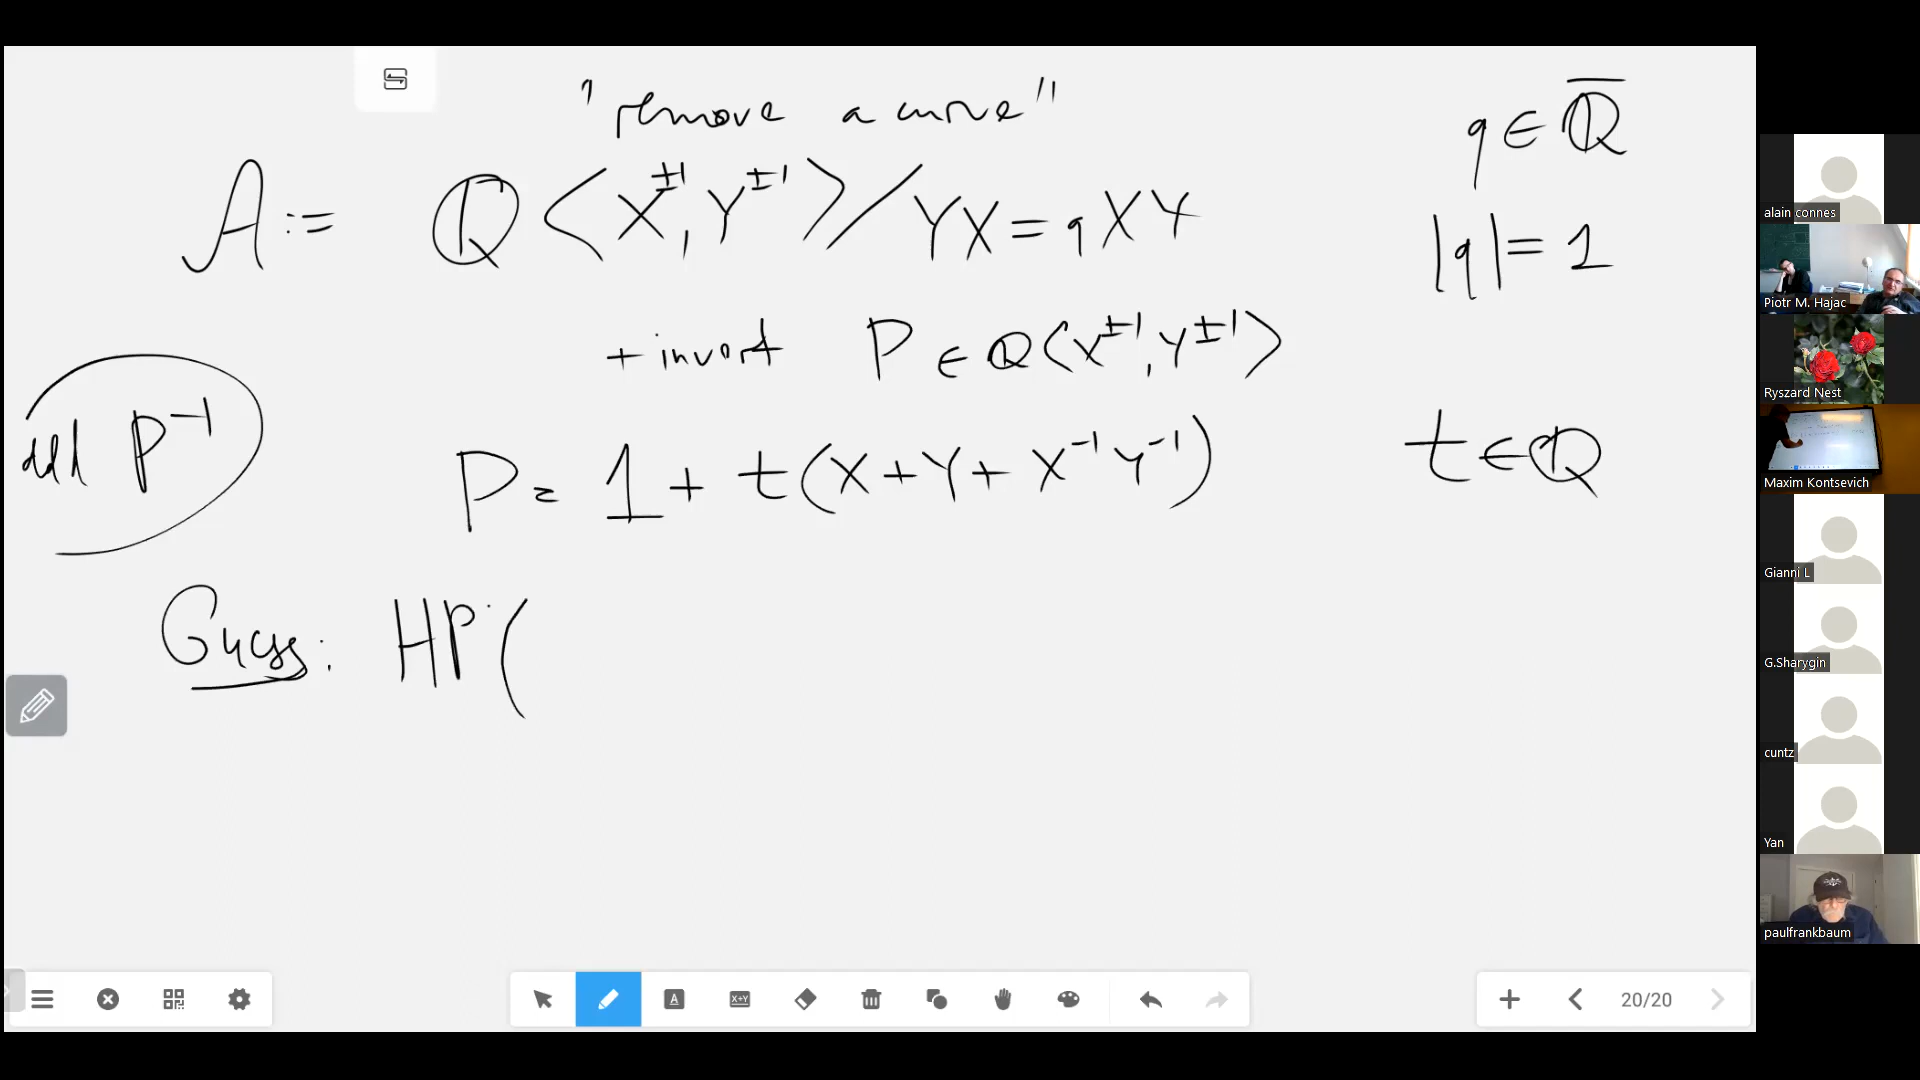 "remove a curve"
q ∈ Q̅
A := Q⟨X^{±1}, Y^{±1}⟩ / YX = qXY
|q| = 1
+ invert P ∈ Q⟨X^{±1}, Y^{±1}⟩
add P^{-1}
P = 1 + t(X + Y + X^{-1}Y^{-1})
t ∈ Q
Guess: HP^•(
20/20
alain connes
Piotr M. Hajac
Ryszard Nest
Maxim Kontsevich
Gianni L
G.Sharygin
cuntz
Yan
paulfrankbaum
A
X+Y